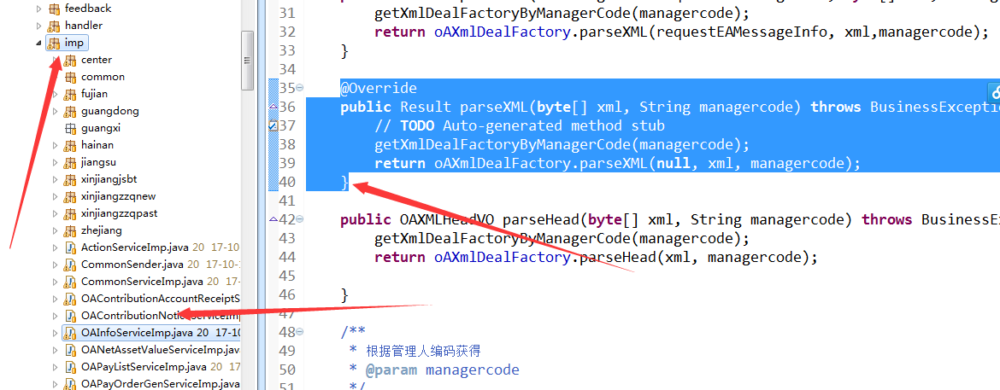 feedback
handler
imp
center
common
fujian
guangdong
guangxi
hainan
jiangsu
xinjiangjsbt
xinjiangzzqnew
xinjiangzzqpast
zhejiang
ActionServiceImp.java 20 17-10-
CommonSender.java 20 17-10-
CommonServiceImp.java 20 17-
OAContributionAccountReceiptS
OAInfoServiceImp.java 20 17-10
OANetAssetValueServiceImp.jav
OAPayListServiceImp.java 20 17-
OAPayOrderGenServiceImp.java
31 getXmlDealFactoryByManagerCode(managercode);
32 return oAXmlDealFactory.parseXML(requestEAMessageInfo, xml,managercode);
33 }
34
35 @Override
36 public Result parseXML(byte[] xml, String managercode) throws BusinessExceptio
37 // TODO Auto-generated method stub
38 getXmlDealFactoryByManagerCode(managercode);
39 return oAXmlDealFactory.parseXML(null, xml, managercode);
40 }
41
42 public OAXMLHeadVO parseHead(byte[] xml, String managercode) throws BusinessEx
43 getXmlDealFactoryByManagerCode(managercode);
44 return oAXmlDealFactory.parseHead(xml, managercode);
45
46 }
47
48 /**
49 * 根据管理人编码获得
50 * @param managercode
51 */